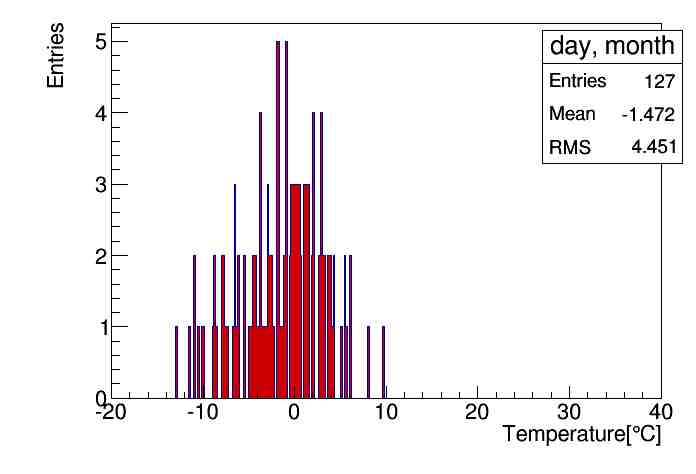 Entries
5
4
3
2
1
0
-20
-10
0
10
20
30
40
Temperature[°C]
day, month
Entries 127
Mean -1.472
RMS 4.451